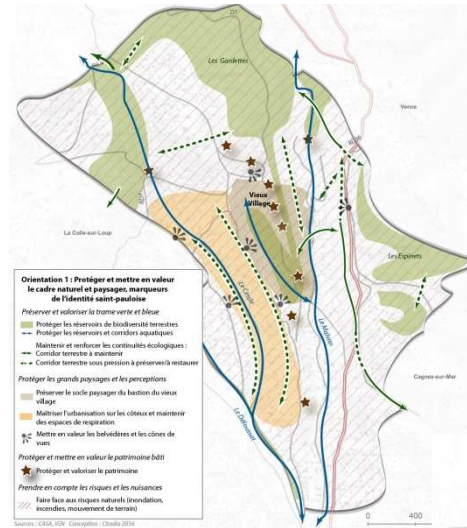 D7
Les Gardettes
Vence
Vieux
Village
La Colle-sur-Loup
Les Espinets
Le Malvan
Le Défoussat
Cagnes-sur-Mer
Orientation 1 : Protéger et mettre en valeur
le cadre naturel et paysager, marqueurs
de l'identité saint-pauloise
Préserver et valoriser la trame verte et bleue
Protéger les réservoirs de biodiversité terrestres
Protéger les réservoirs et corridors aquatiques
Maintenir et renforcer les continuités écologiques :
Corridor terrestre à maintenir
Corridor terrestre sous pression à préserver/à restaurer
Protéger les grands paysages et les perceptions
Préserver le socle paysager du bastion du vieux
village
Maîtriser l'urbanisation sur les côteaux et maintenir
des espaces de respiration
Mettre en valeur les belvédères et les cônes de
vues
Protéger et mettre en valeur le patrimoine bâti
Protéger et valoriser le patrimoine
Prendre en compte les risques et les nuisances
Faire face aux risques naturels (inondation,
incendies, mouvement de terrain)
Sources : CASA, IGN Conception : Citadia 2016
0 400